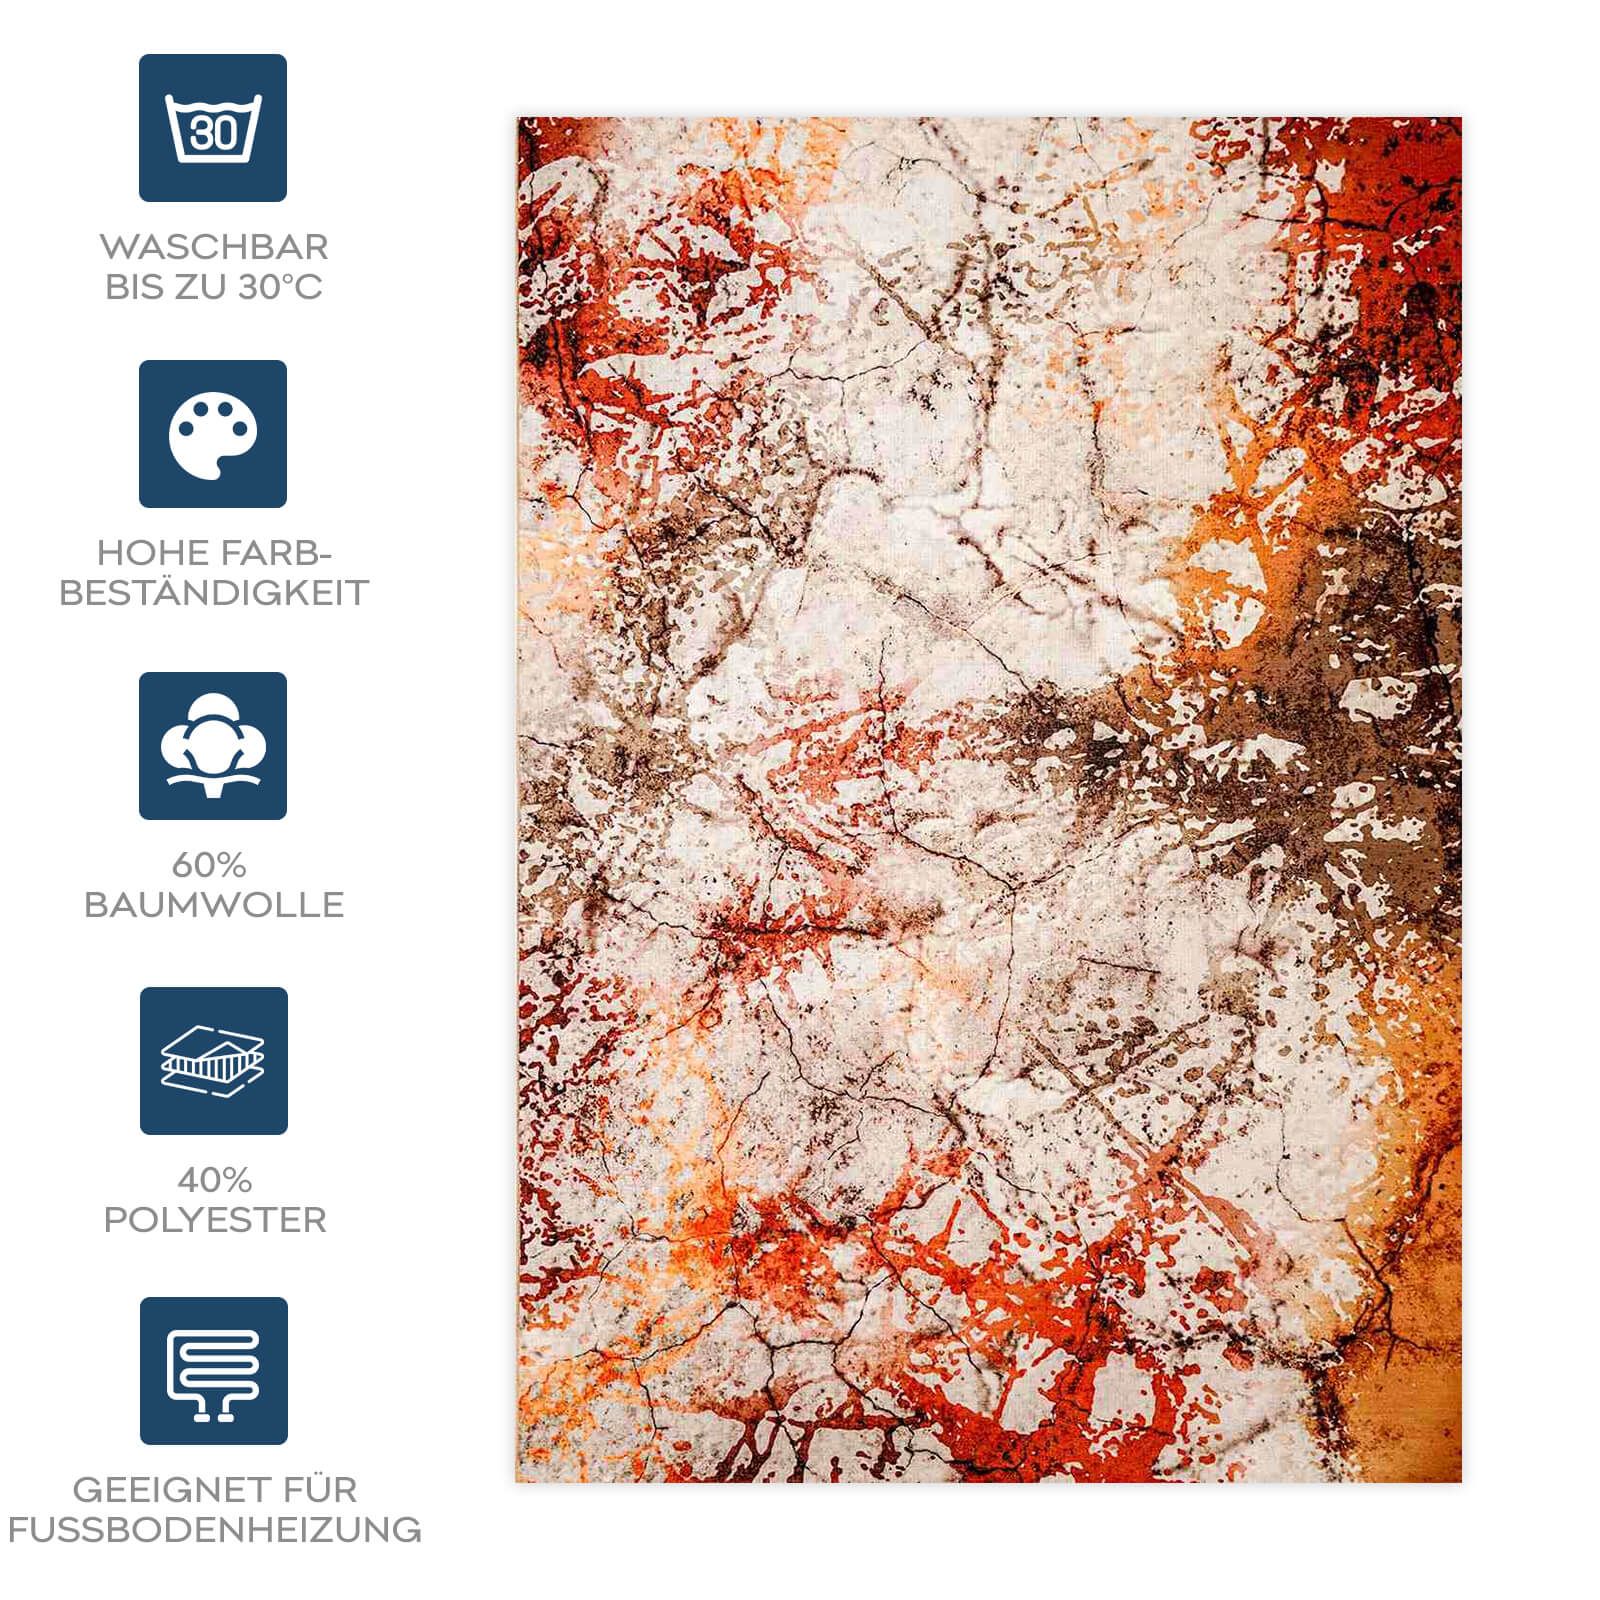 30
WASCHBAR
BIS ZU 30°C
HOHE FARB-
BESTÄNDIGKEIT
60%
BAUMWOLLE
40%
POLYESTER
GEEIGNET FÜR
FUSSBODENHEIZUNG